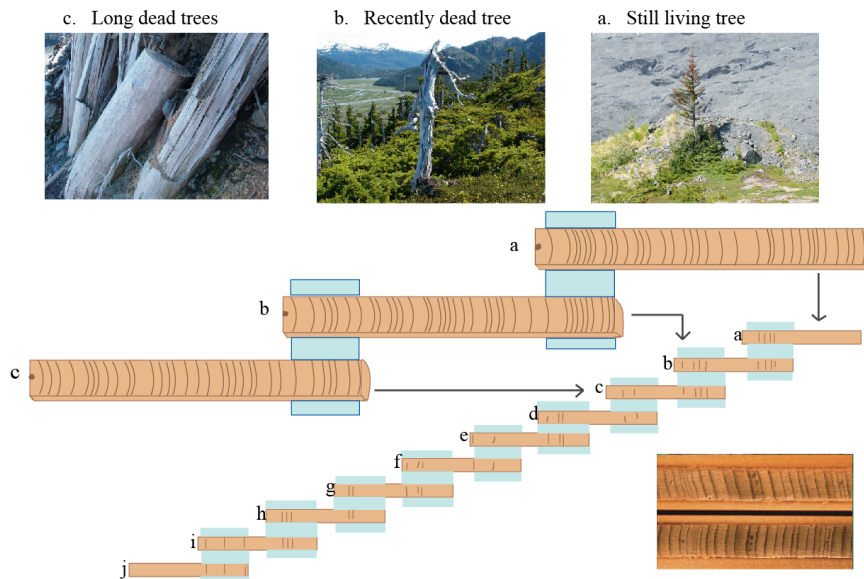 c. Long dead trees
b. Recently dead tree
a. Still living tree
a
b
c
a
b
c
d
e
f
g
h
i
j